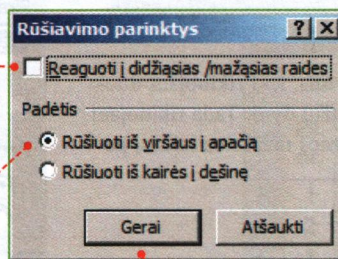 Rūšiavimo parinktys
Reaguoti į didžiąsias /mažąsias raides
Padėtis
Rūšiuoti iš viršaus į apačią
Rūšiuoti iš kairės į dešinę
Gerai
Atšaukti